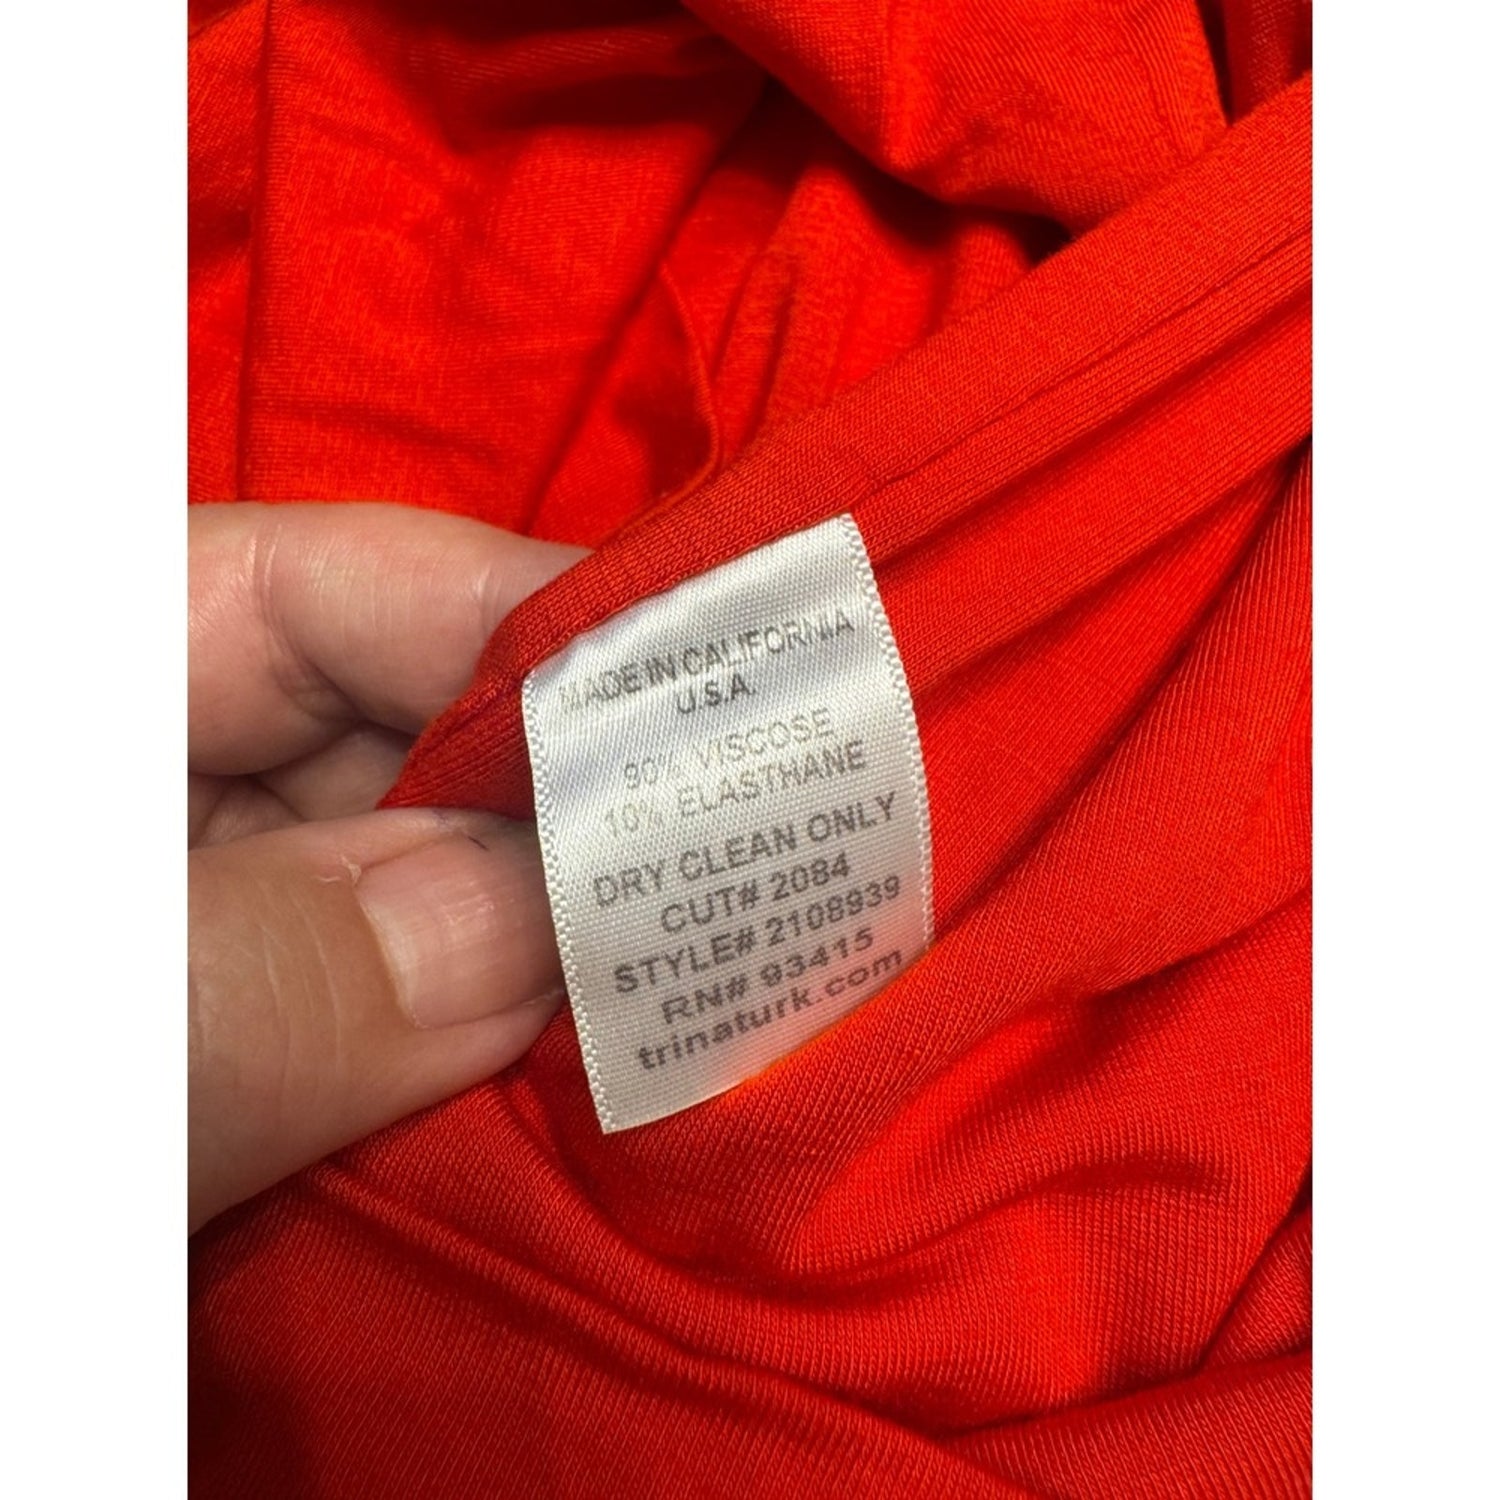 MADE IN CALIFORNIA
U.S.A.
90% VISCOSE
10% ELASTHANE
DRY CLEAN ONLY
CUT# 2084
STYLE# 2108939
RN# 93415
trinaturk.com